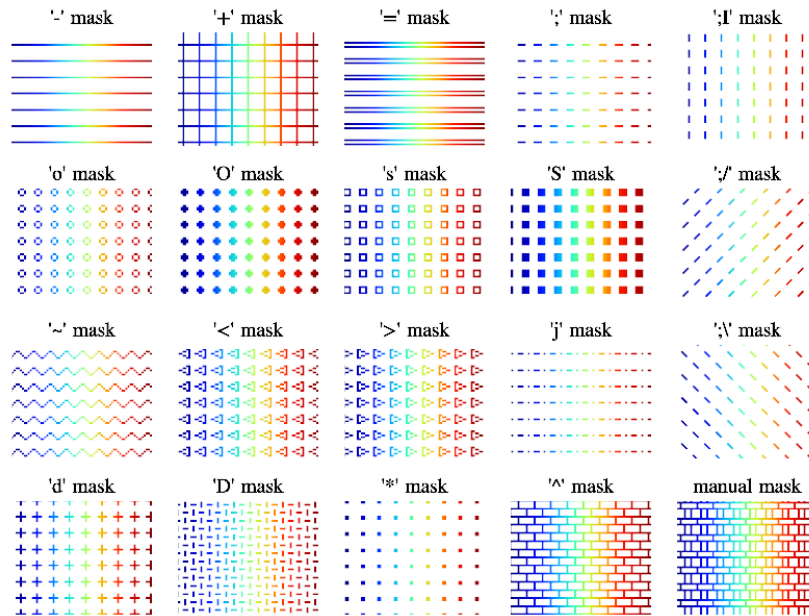 '-' mask
'+' mask
'=' mask
';' mask
';I' mask
'o' mask
'O' mask
's' mask
'S' mask
';/' mask
'~' mask
'<' mask
'>' mask
'j' mask
';\' mask
'd' mask
'D' mask
'*' mask
'^' mask
manual mask